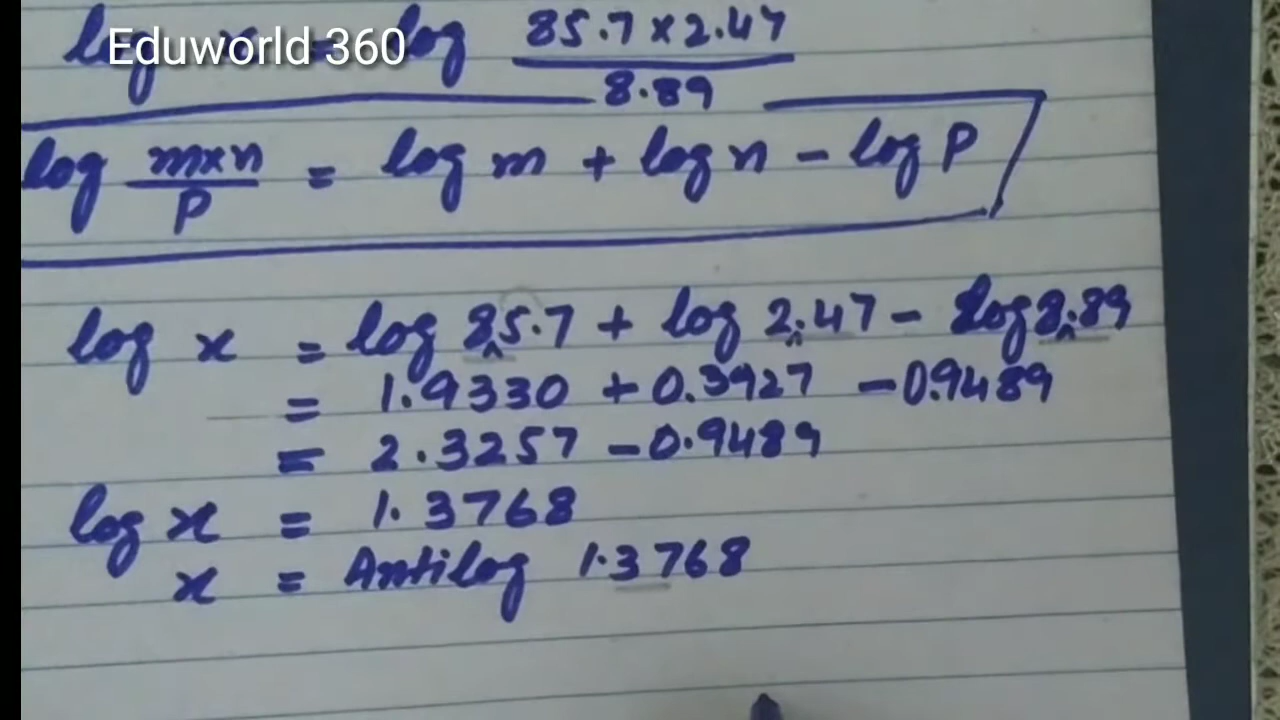 Eduworld 360
log x = log 85.7 x 2.47 / 8.89
log m x n / P = log m + log n - log P
log x = log 85.7 + log 2.47 - log 8.89
= 1.9330 + 0.3927 - 0.9489
= 2.3257 - 0.9489
log x = 1.3768
x = Antilog 1.3768